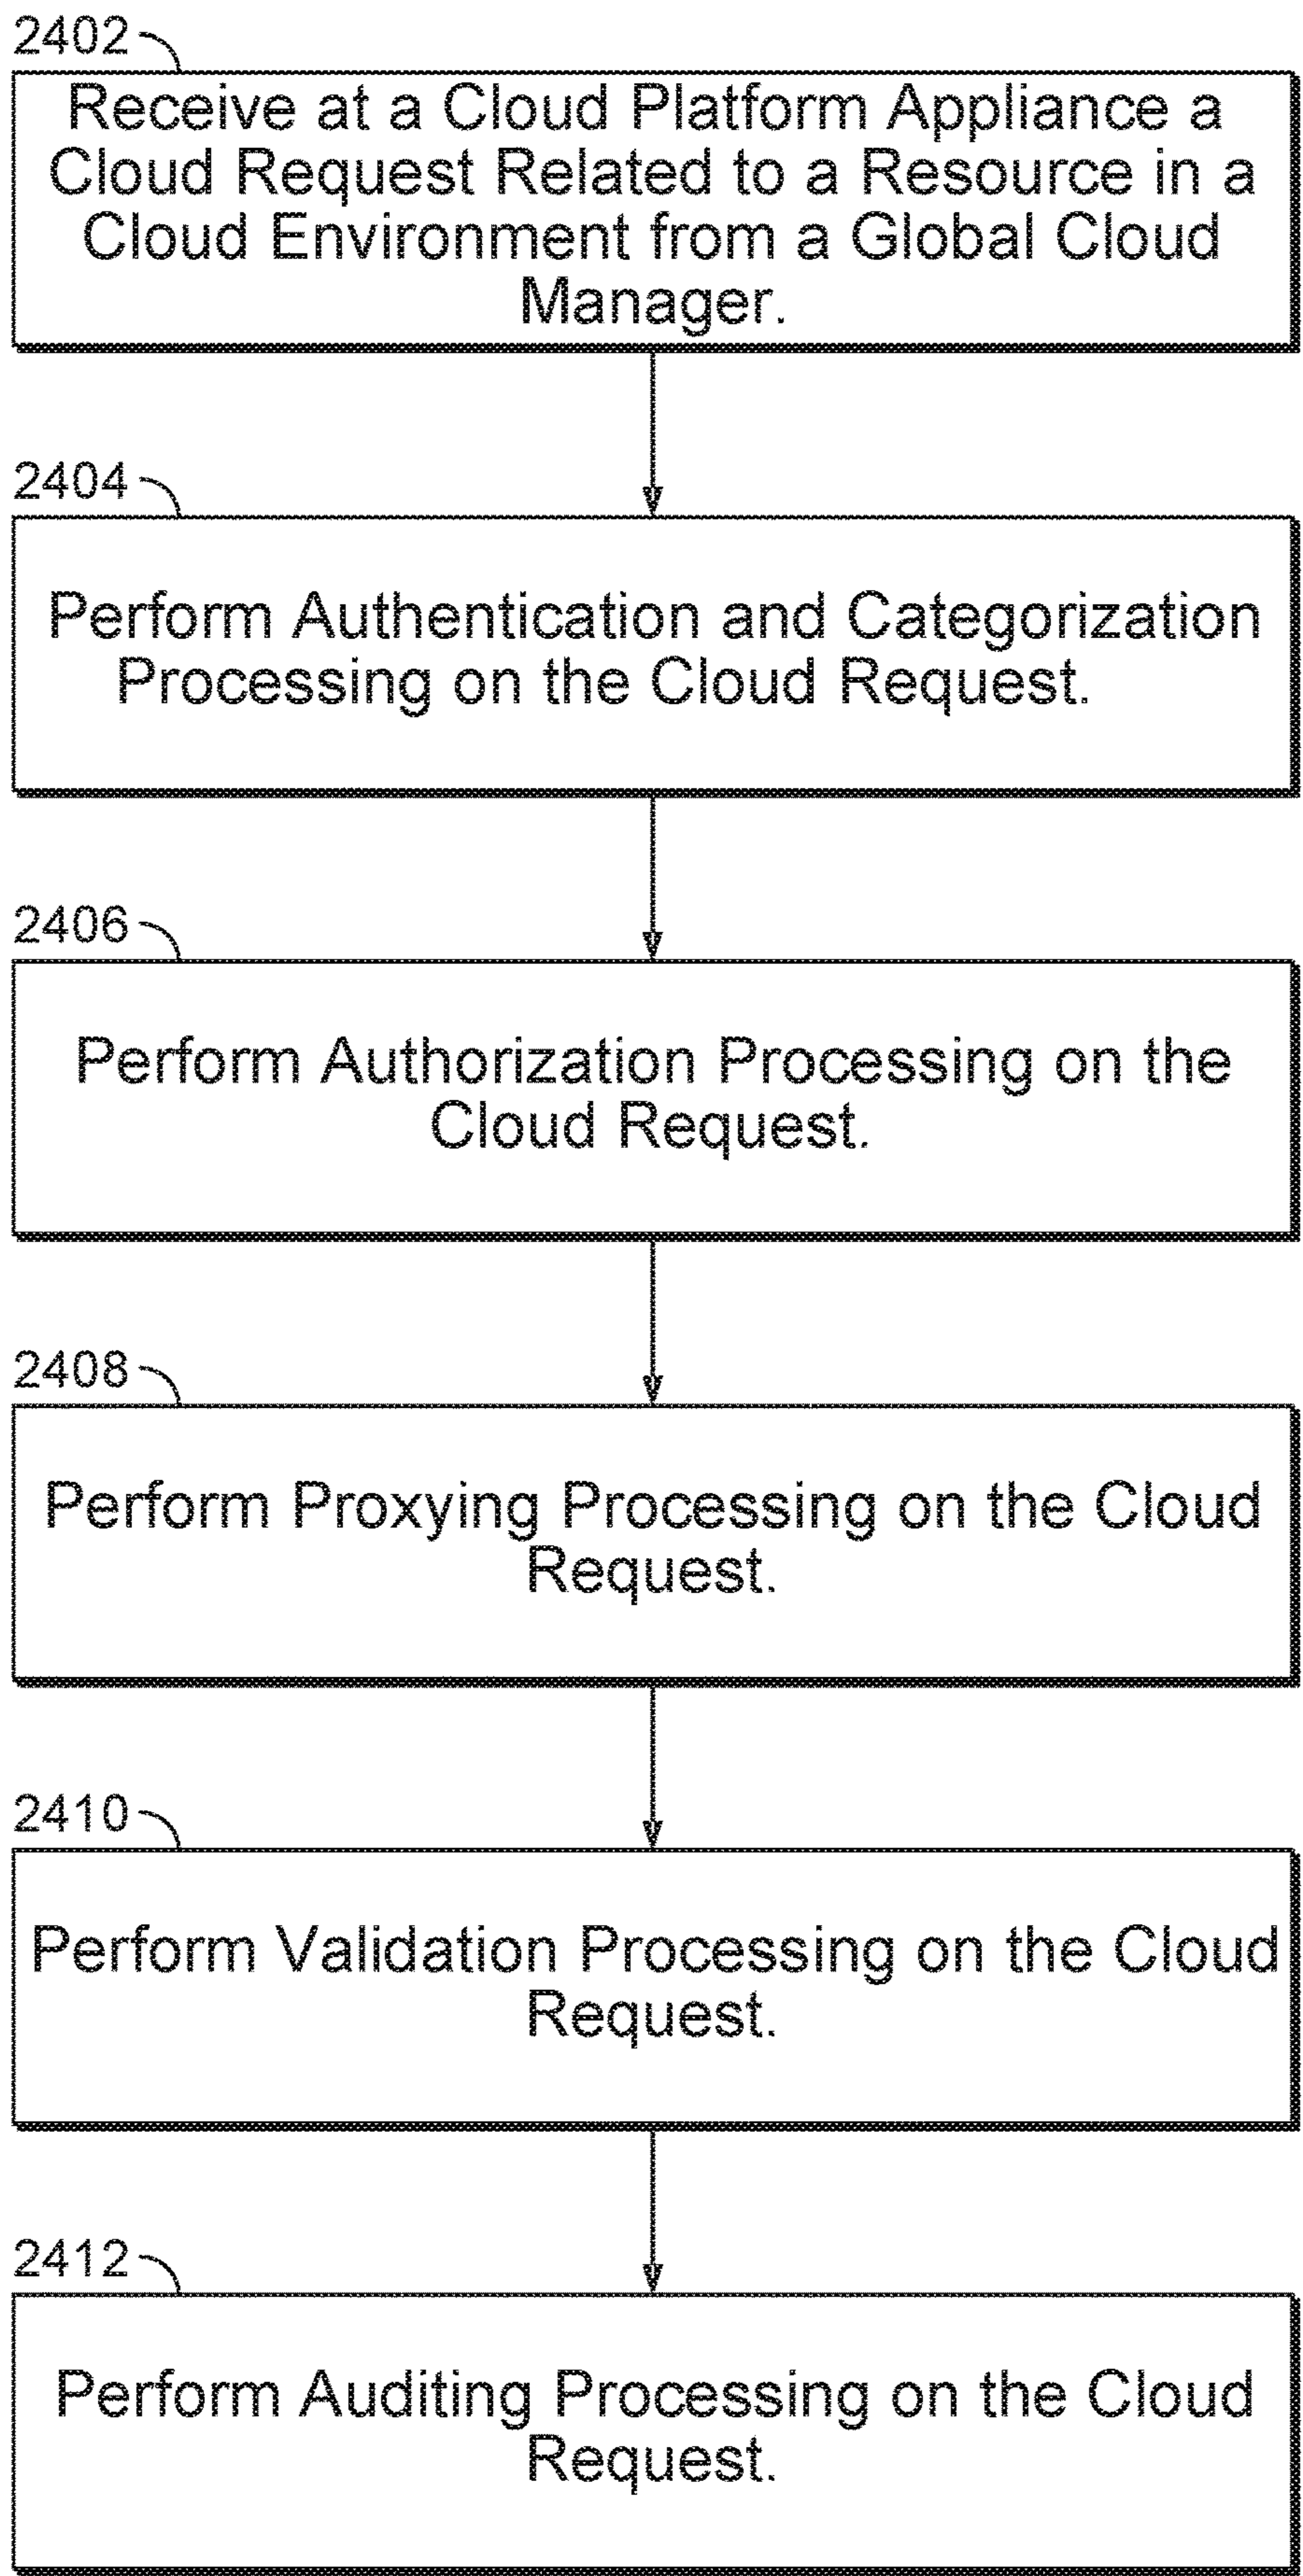 2402
Receive at a Cloud Platform Appliance a
Cloud Request Related to a Resource in a
Cloud Environment from a Global Cloud
Manager.
2404
Perform Authentication and Categorization
Processing on the Cloud Request.
2406
Perform Authorization Processing on the
Cloud Request.
2408
Perform Proxying Processing on the Cloud
Request.
2410
Perform Validation Processing on the Cloud
Request.
2412
Perform Auditing Processing on the Cloud
Request.